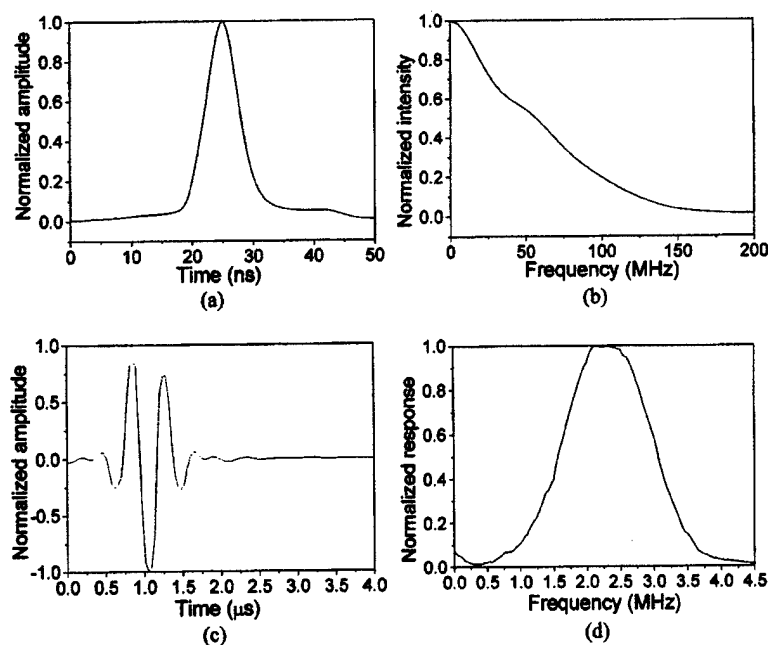 Normalized amplitude
1.0
0.8
0.6
0.4
0.2
0.0
0 10 20 30 40 50
Time (ns)
(a)
Normalized intensity
1.0
0.8
0.6
0.4
0.2
0.0
0 50 100 150 200
Frequency (MHz)
(b)
Normalized amplitude
1.0
0.5
0.0
-0.5
-1.0
0.0 0.5 1.0 1.5 2.0 2.5 3.0 3.5 4.0
Time (μs)
(c)
Normalized response
1.0
0.8
0.6
0.4
0.2
0.0
0.0 0.5 1.0 1.5 2.0 2.5 3.0 3.5 4.0 4.5
Frequency (MHz)
(d)